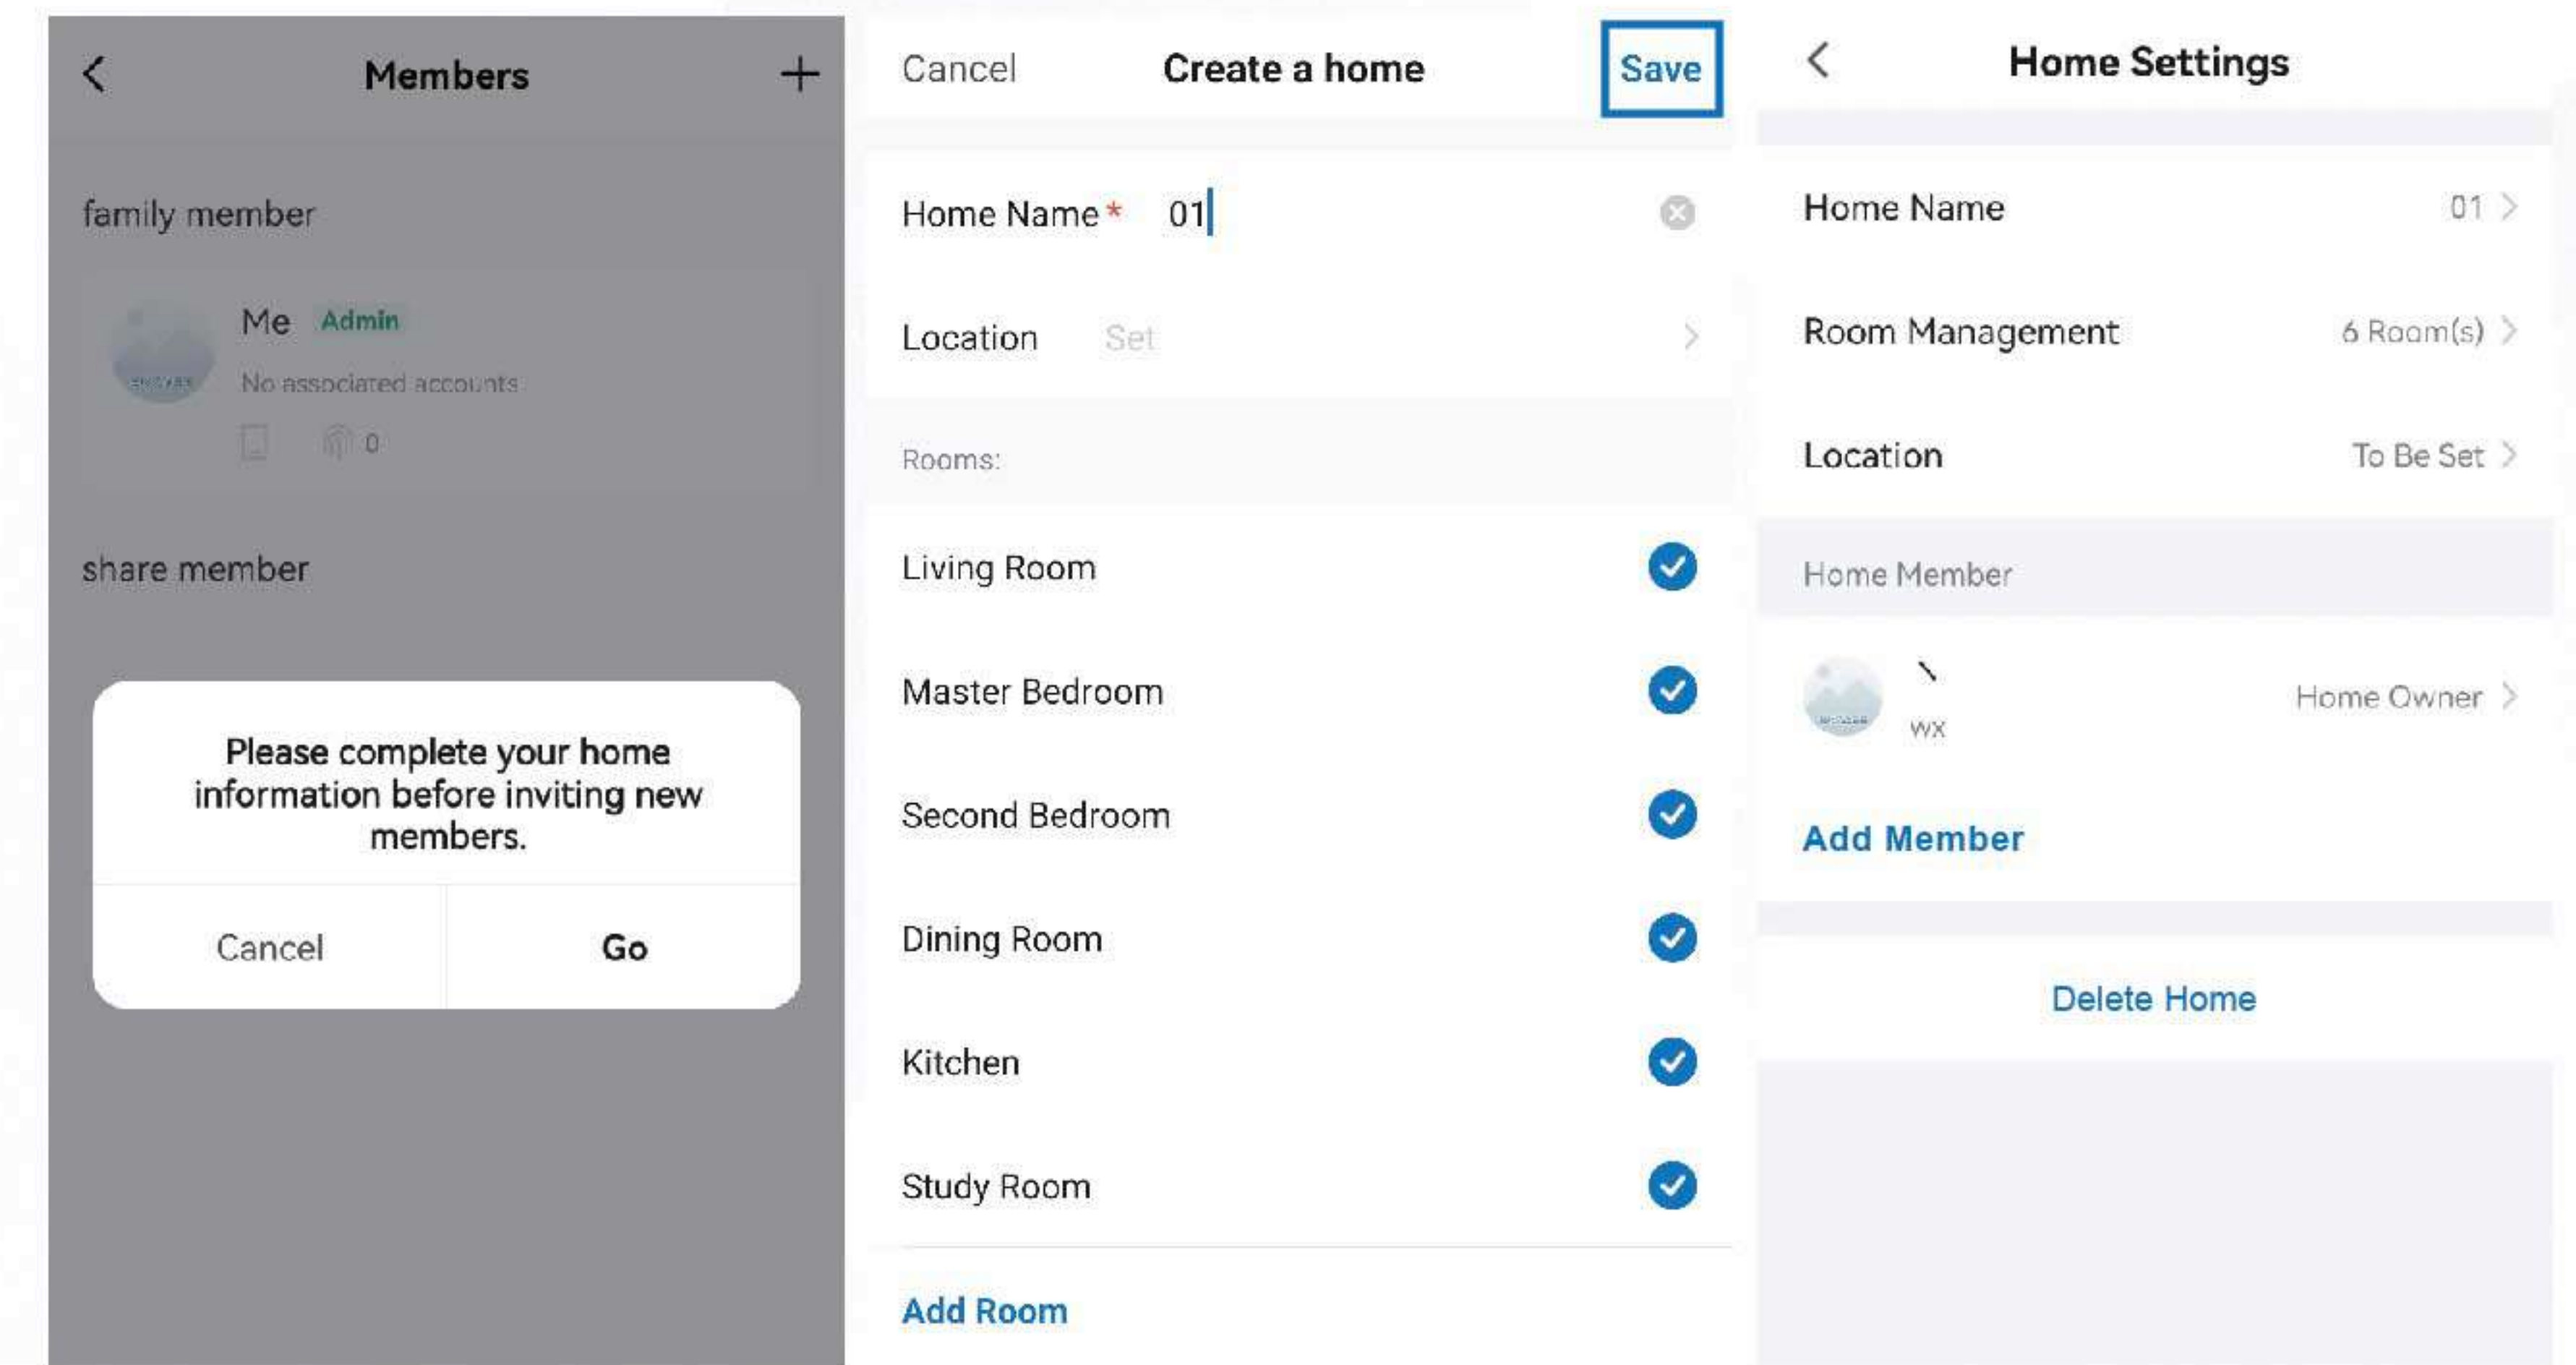 Members
family member
Me Admin
No associated accounts
0
share member
Please complete your home
information before inviting new
members.
Cancel Go
Cancel Create a home Save
Home Name* 01
Location Set
Rooms:
Living Room
Master Bedroom
Second Bedroom
Dining Room
Kitchen
Study Room
Add Room
Home Settings
Home Name 01
Room Management 6 Room(s)
Location To Be Set
Home Member
Home Owner
wx
Add Member
Delete Home